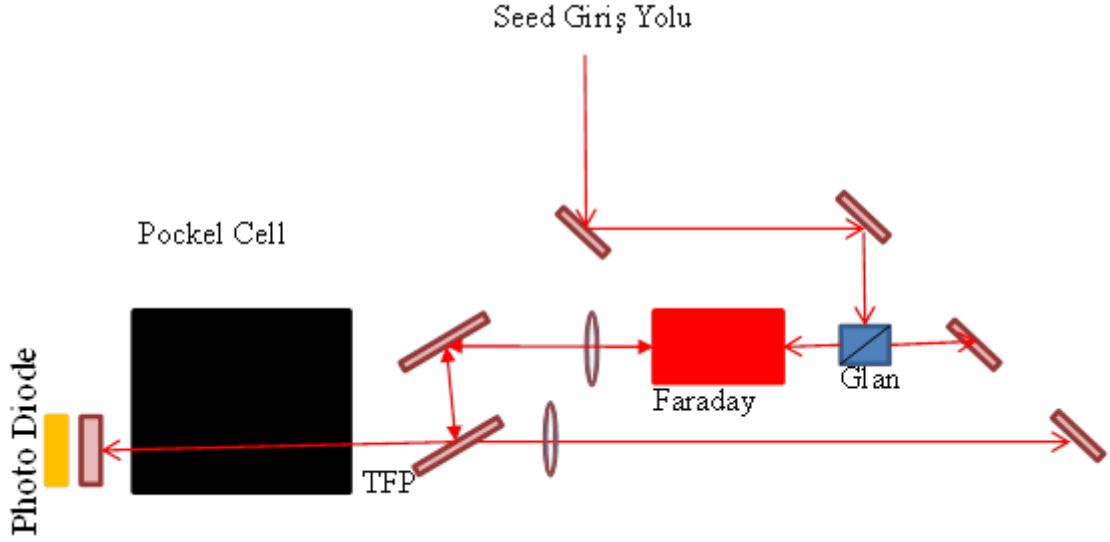 Seed Giriş Yolu
Pockel Cell
Glan
Faraday
TFP
Photo Diode